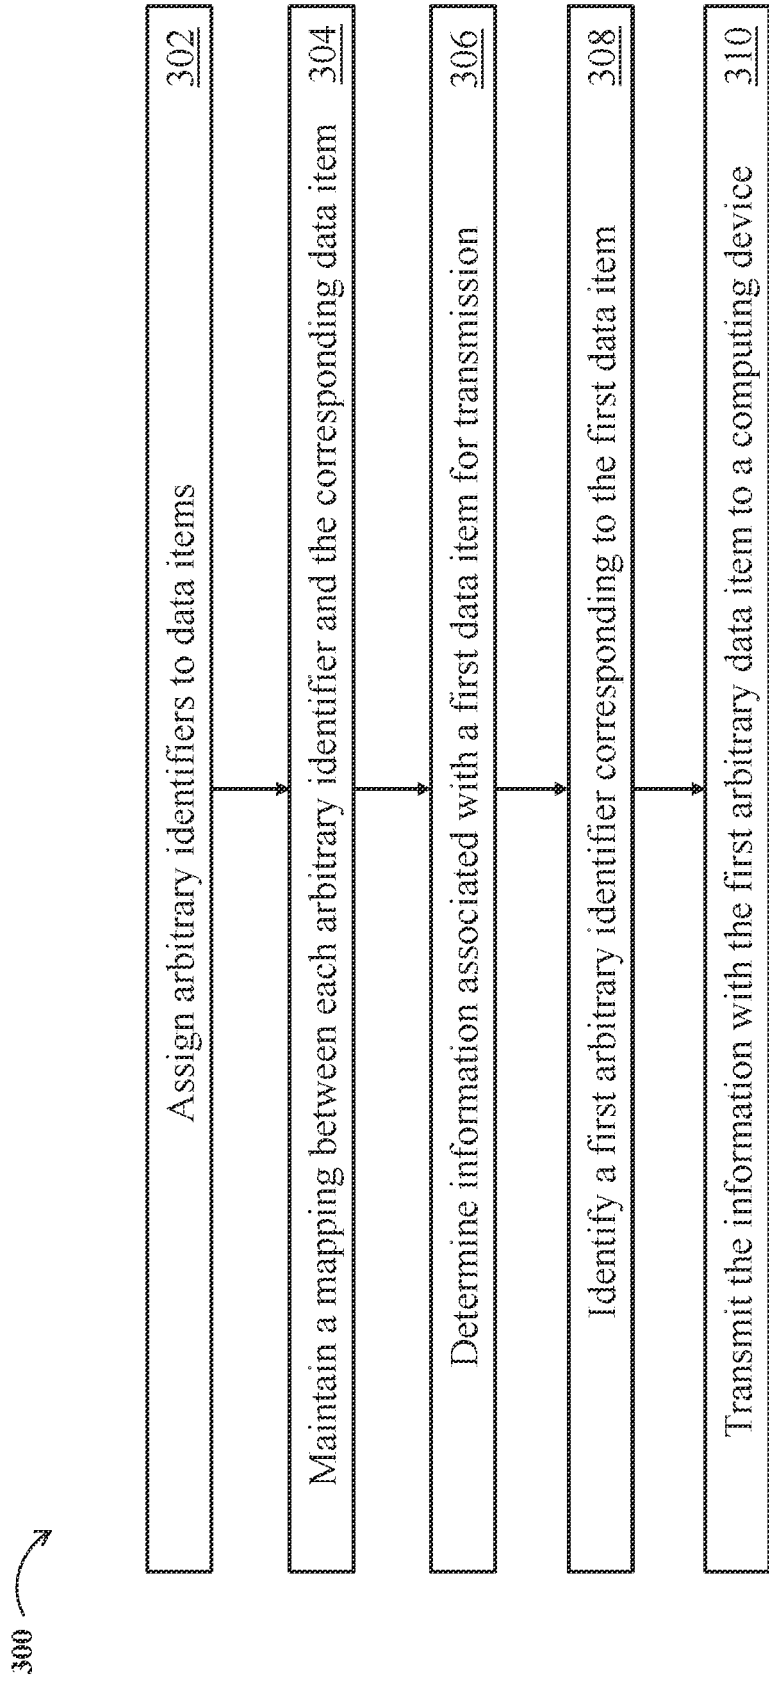 300
Assign arbitrary identifiers to data items 302
Maintain a mapping between each arbitrary identifier and the corresponding data item 304
Determine information associated with a first data item for transmission 306
Identify a first arbitrary identifier corresponding to the first data item 308
Transmit the information with the first arbitrary data item to a computing device 310